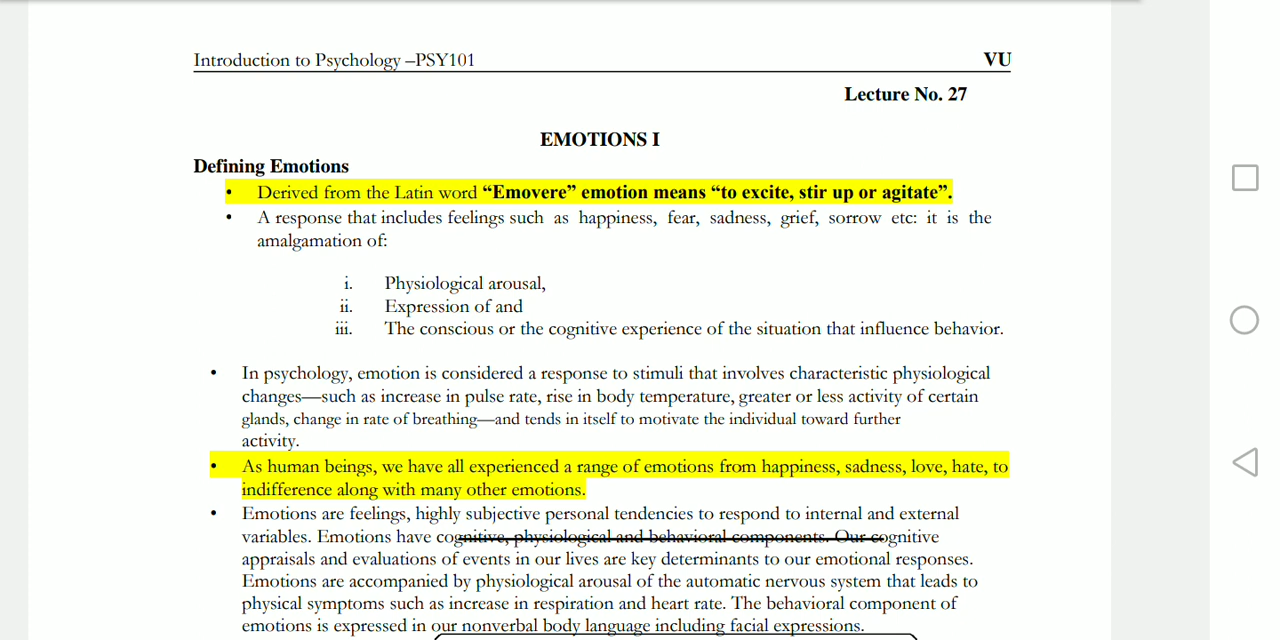 Introduction to Psychology –PSY101 VU
Lecture No. 27
EMOTIONS I
Defining Emotions
• Derived from the Latin word “Emovere” emotion means “to excite, stir up or agitate”.
• A response that includes feelings such as happiness, fear, sadness, grief, sorrow etc: it is the
amalgamation of:
i. Physiological arousal,
ii. Expression of and
iii. The conscious or the cognitive experience of the situation that influence behavior.
• In psychology, emotion is considered a response to stimuli that involves characteristic physiological
changes—such as increase in pulse rate, rise in body temperature, greater or less activity of certain
glands, change in rate of breathing—and tends in itself to motivate the individual toward further
activity.
• As human beings, we have all experienced a range of emotions from happiness, sadness, love, hate, to
indifference along with many other emotions.
• Emotions are feelings, highly subjective personal tendencies to respond to internal and external
variables. Emotions have cognitive, physiological and behavioral components. Our cognitive
appraisals and evaluations of events in our lives are key determinants to our emotional responses.
Emotions are accompanied by physiological arousal of the automatic nervous system that leads to
physical symptoms such as increase in respiration and heart rate. The behavioral component of
emotions is expressed in our nonverbal body language including facial expressions.